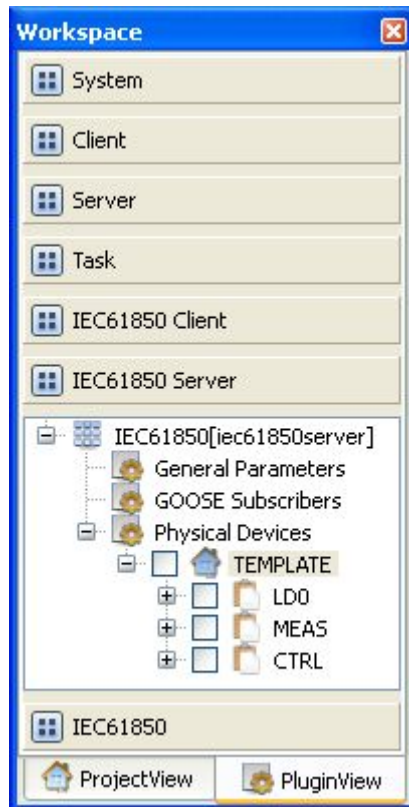 Workspace
System
Client
Server
Task
IEC61850 Client
IEC61850 Server
IEC61850[iec61850server]
General Parameters
GOOSE Subscribers
Physical Devices
TEMPLATE
LD0
MEAS
CTRL
IEC61850
ProjectView PluginView